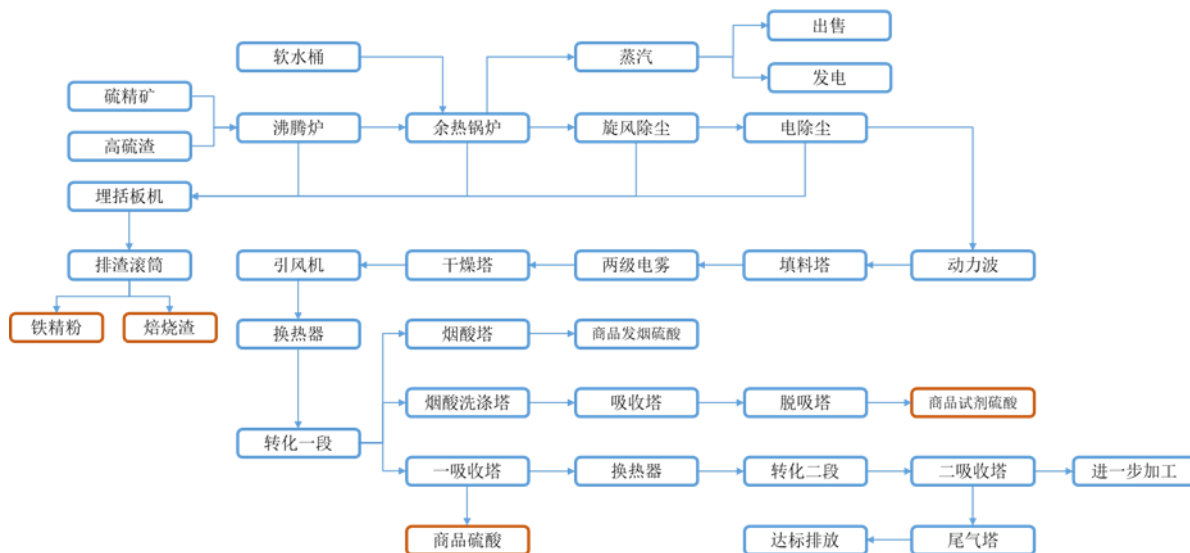 出售
软水桶
蒸汽
发电
硫精矿
沸腾炉
余热锅炉
旋风除尘
电除尘
高硫渣
埋括板机
排渣滚筒
引风机
干燥塔
两级电雾
填料塔
动力波
铁精粉
焙烧渣
换热器
烟酸塔
商品发烟硫酸
烟酸洗涤塔
吸收塔
脱吸塔
商品试剂硫酸
转化一段
一吸收塔
换热器
转化二段
二吸收塔
进一步加工
商品硫酸
达标排放
尾气塔